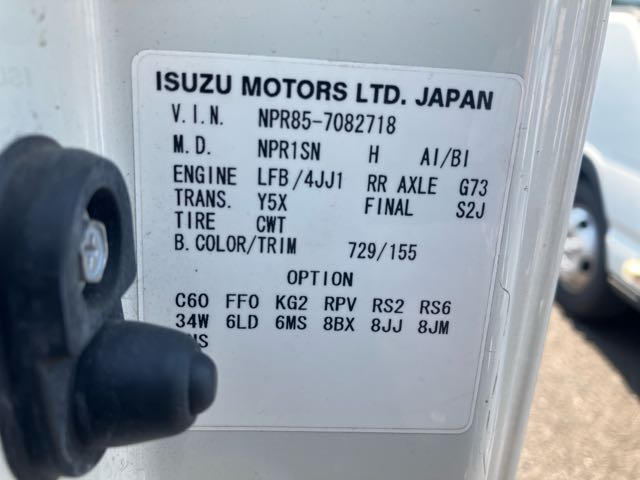 ISUZU MOTORS LTD. JAPAN
V.I.N. NPR85-7082718
M.D. NPR1SN H AI/BI
ENGINE LFB/4JJ1 RR AXLE G73
TRANS. Y5X FINAL S2J
TIRE CWT
B.COLOR/TRIM 729/155
OPTION
C60 FF0 KG2 RPV RS2 RS6
34W 6LD 6MS 8BX 8JJ 8JM